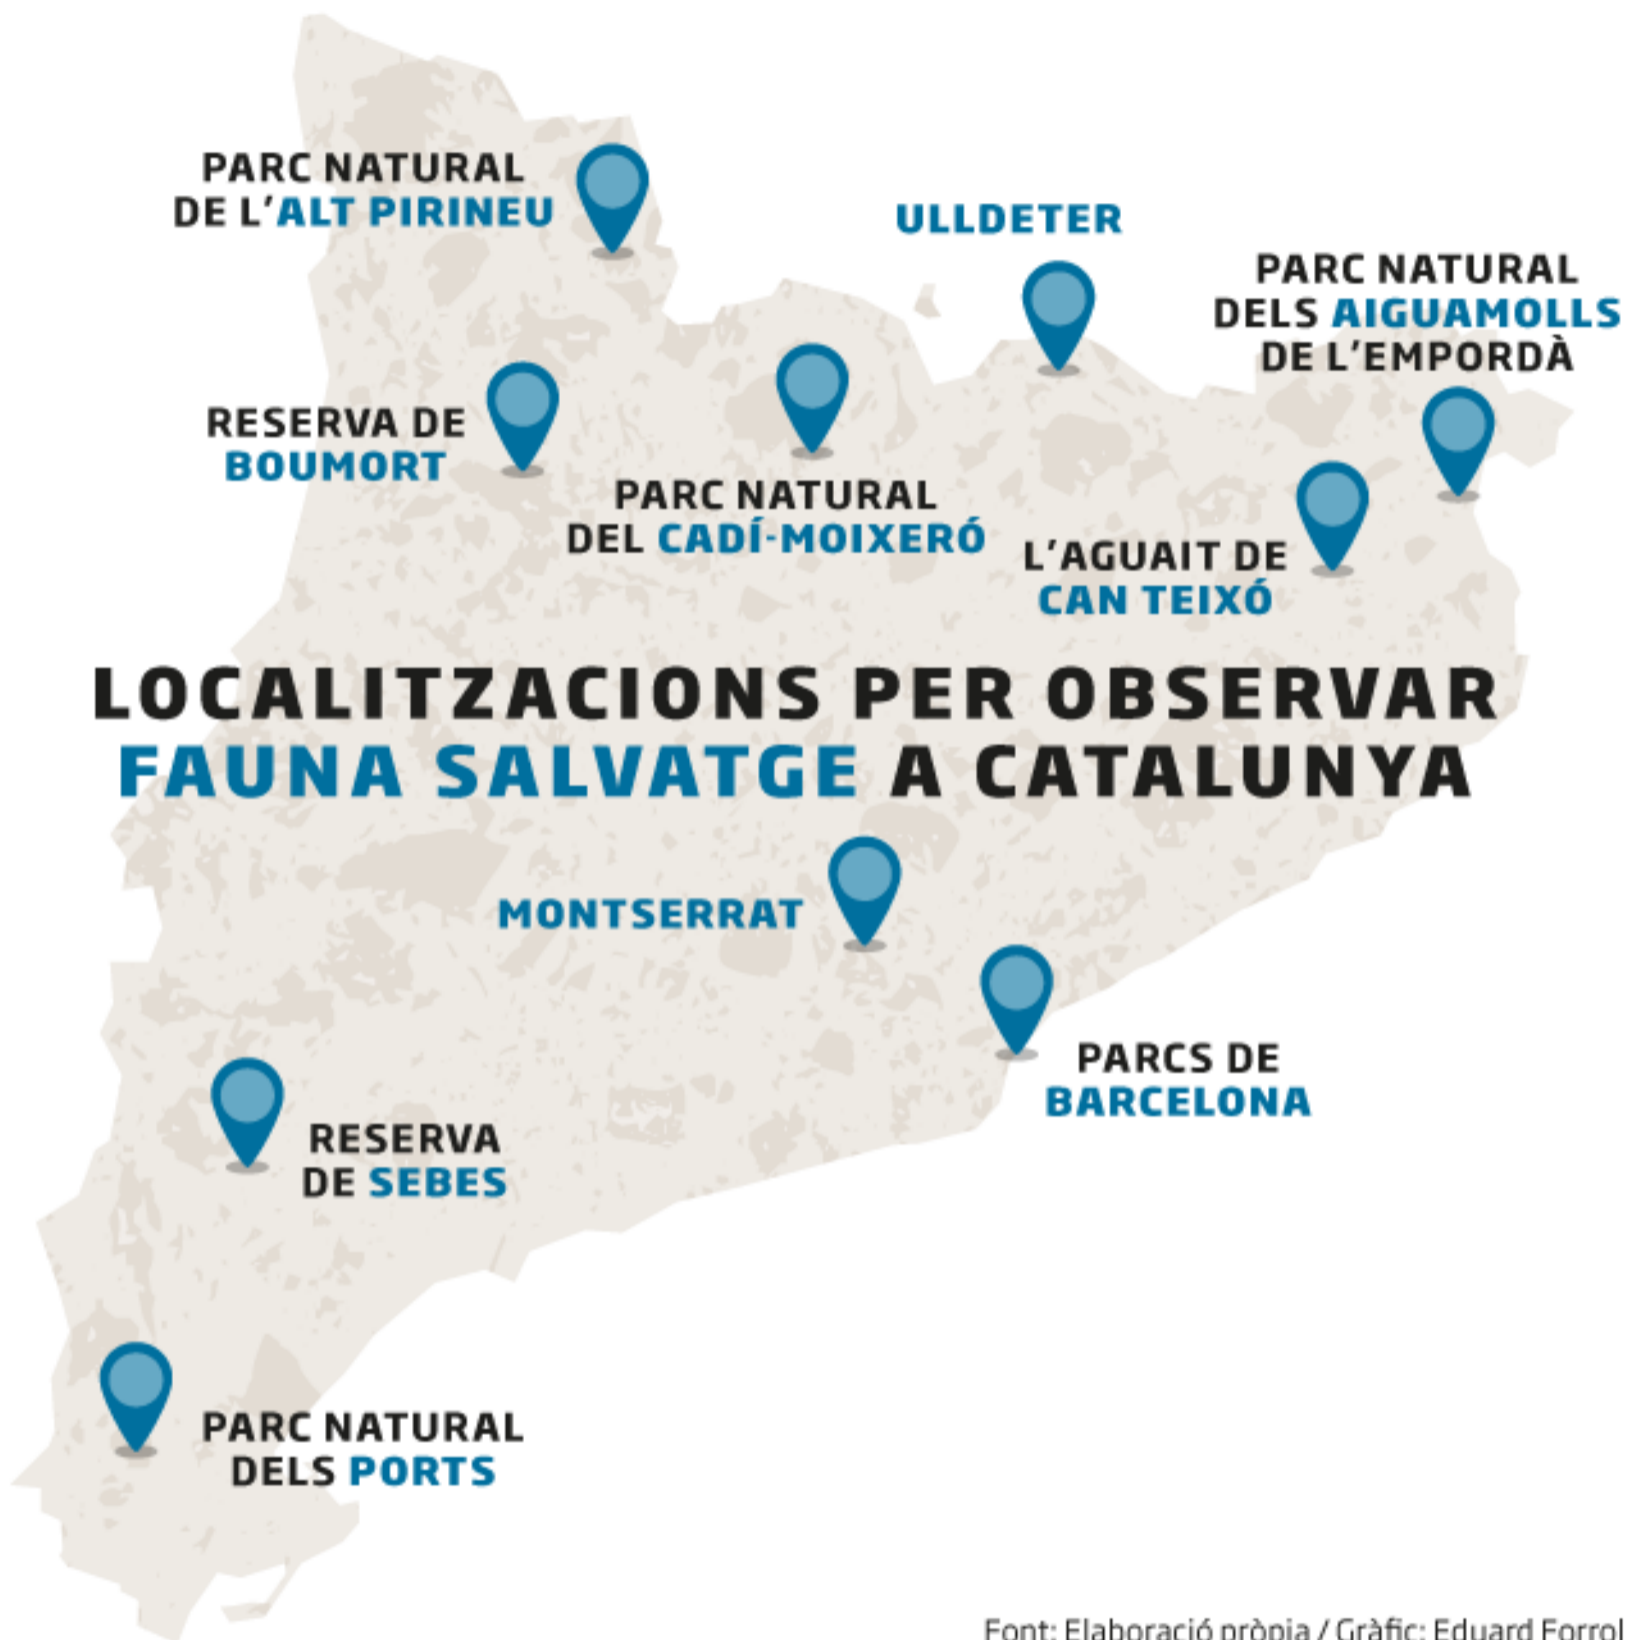 PARC NATURAL
DE L'ALT PIRINEU
ULLDETER
PARC NATURAL
DELS AIGUAMOLLS
DE L'EMPORDÀ
RESERVA DE
BOUMORT
PARC NATURAL
DEL CADÍ-MOIXERÓ
L'AGUAIT DE
CAN TEIXÓ
LOCALITZACIONS PER OBSERVAR
FAUNA SALVATGE A CATALUNYA
MONTSERRAT
PARCS DE
BARCELONA
RESERVA
DE SEBES
PARC NATURAL
DELS PORTS
Font: Elaboració pròpia / Gràfic: Eduard Forrol